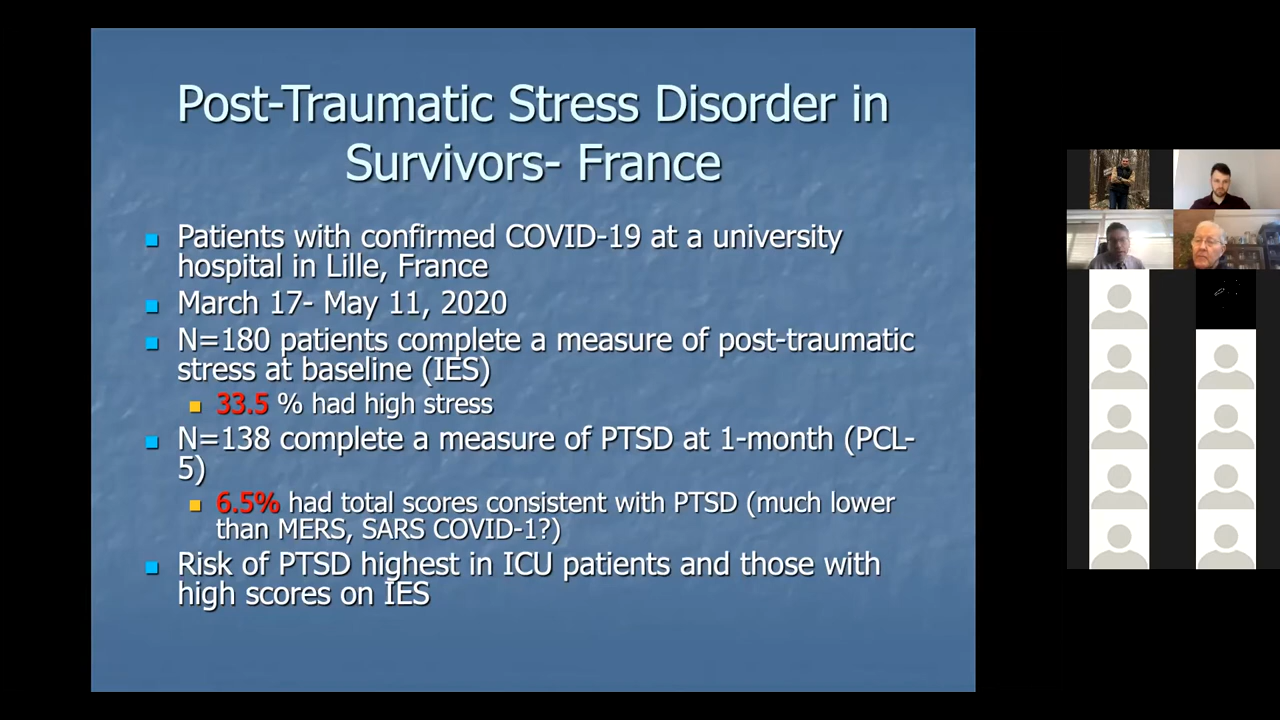 Post-Traumatic Stress Disorder in
Survivors- France
Patients with confirmed COVID-19 at a university
hospital in Lille, France
March 17- May 11, 2020
N=180 patients complete a measure of post-traumatic
stress at baseline (IES)
33.5 % had high stress
N=138 complete a measure of PTSD at 1-month (PCL-
5)
6.5% had total scores consistent with PTSD (much lower
than MERS, SARS COVID-1?)
Risk of PTSD highest in ICU patients and those with
high scores on IES